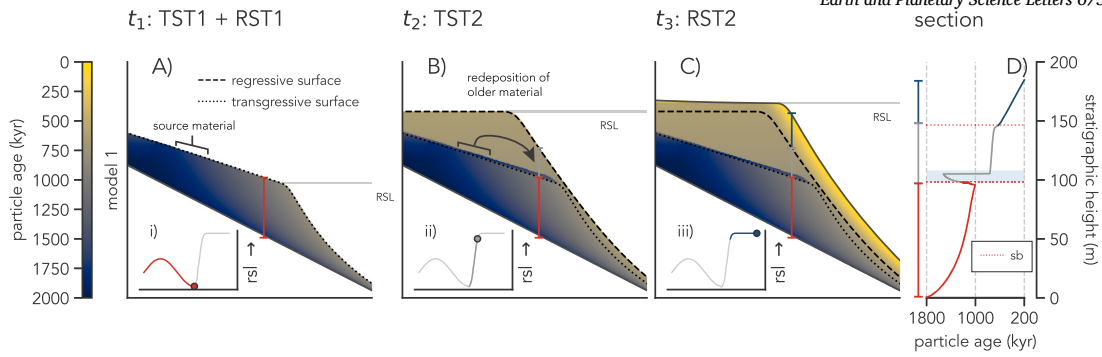 Earth and Planetary Science Letters
t1: TST1 + RST1
t2: TST2
t3: RST2
section
particle age (kyr)
0
250
500
750
1000
1250
1500
1750
2000
model 1
A)
regressive surface
transgressive surface
source material
RSL
i)
rsl →
B)
redeposition of
older material
RSL
ii)
rsl →
C)
RSL
iii)
rsl →
D)
sb
200
150
100
50
0
stratigraphic height (m)
1800
1000
200
particle age (kyr)